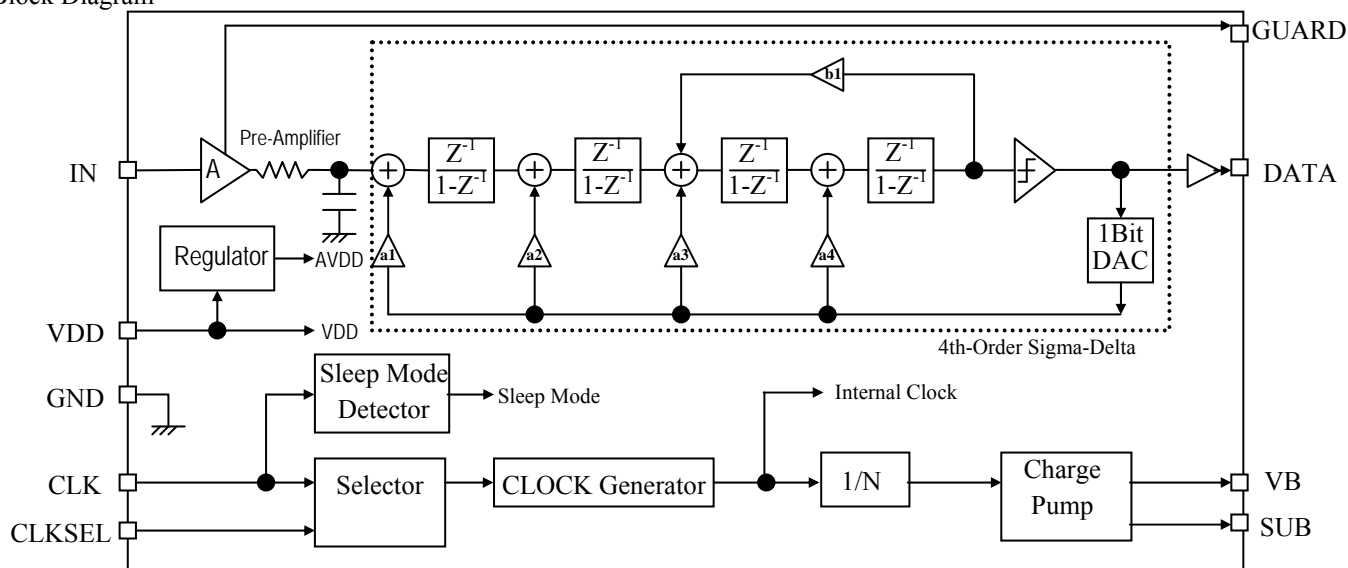 Block Diagram
GUARD
b1
Pre-Amplifier
IN
A
Z⁻¹
1-Z⁻¹
Z⁻¹
1-Z⁻¹
Z⁻¹
1-Z⁻¹
Z⁻¹
1-Z⁻¹
DATA
Regulator
AVDD
a1
a2
a3
a4
1Bit
DAC
VDD
VDD
4th-Order Sigma-Delta
GND
Sleep Mode
Detector
Sleep Mode
Internal Clock
CLK
Selector
CLOCK Generator
1/N
Charge
Pump
VB
CLKSEL
SUB